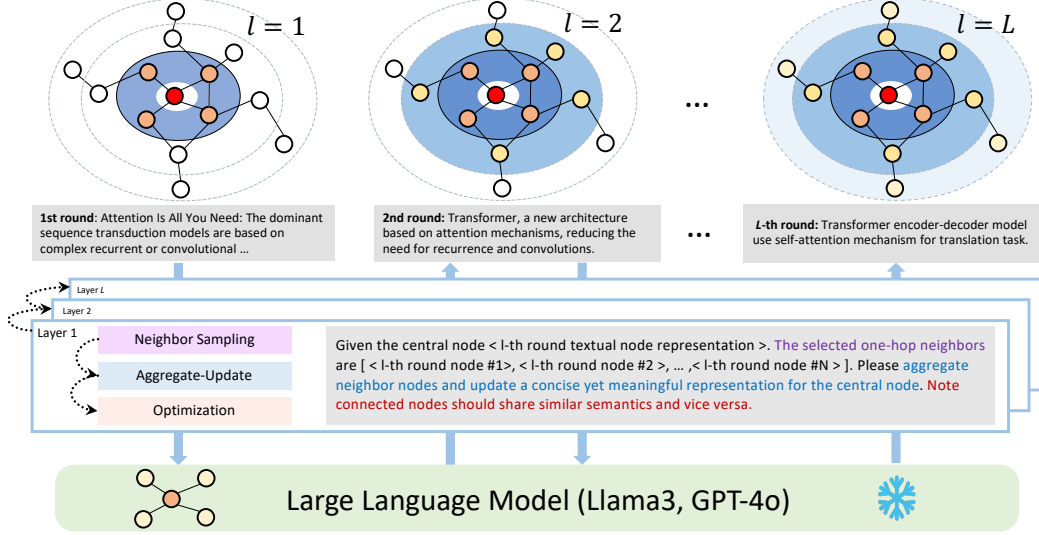 l = 1
l = 2
l = L
...
1st round: Attention Is All You Need: The dominant
sequence transduction models are based on
complex recurrent or convolutional ...
2nd round: Transformer, a new architecture
based on attention mechanisms, reducing the
need for recurrence and convolutions.
...
L-th round: Transformer encoder-decoder model
use self-attention mechanism for translation task.
Layer L
Layer 2
Layer 1
Neighbor Sampling
Aggregate-Update
Optimization
Given the central node < l-th round textual node representation >. The selected one-hop neighbors
are [ < l-th round node #1>, < l-th round node #2 >, ... ,< l-th round node #N > ]. Please aggregate
neighbor nodes and update a concise yet meaningful representation for the central node. Note
connected nodes should share similar semantics and vice versa.
Large Language Model (Llama3, GPT-4o)